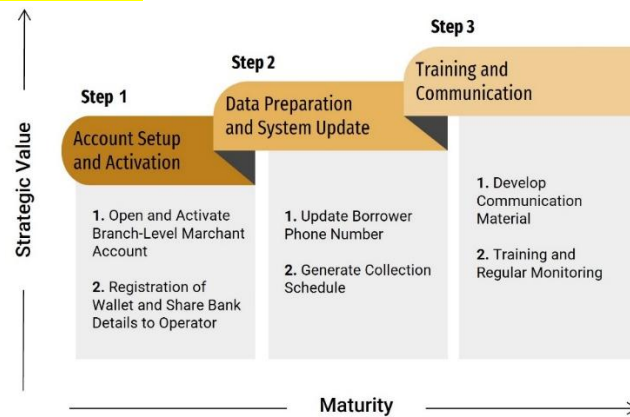 Strategic Value
Step 1
Account Setup
and Activation
1. Open and Activate
Branch-Level Marchant
Account
2. Registration of
Wallet and Share Bank
Details to Operator
Step 2
Data Preparation
and System Update
1. Update Borrower
Phone Number
2. Generate Collection
Schedule
Step 3
Training and
Communication
1. Develop
Communication
Material
2. Training and
Regular Monitoring
Maturity